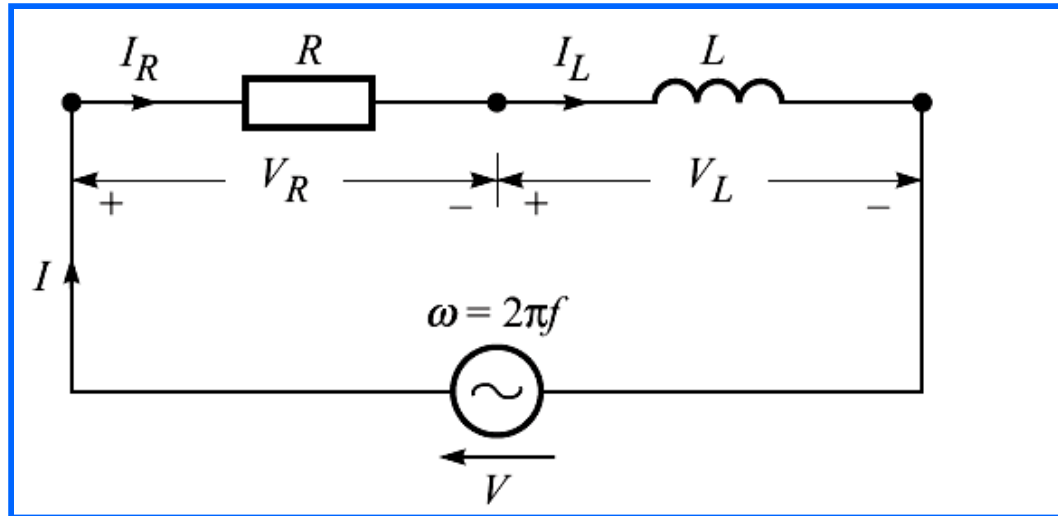 I_R R I_L L
V_R V_L
+ − + −
I
ω = 2πf
V